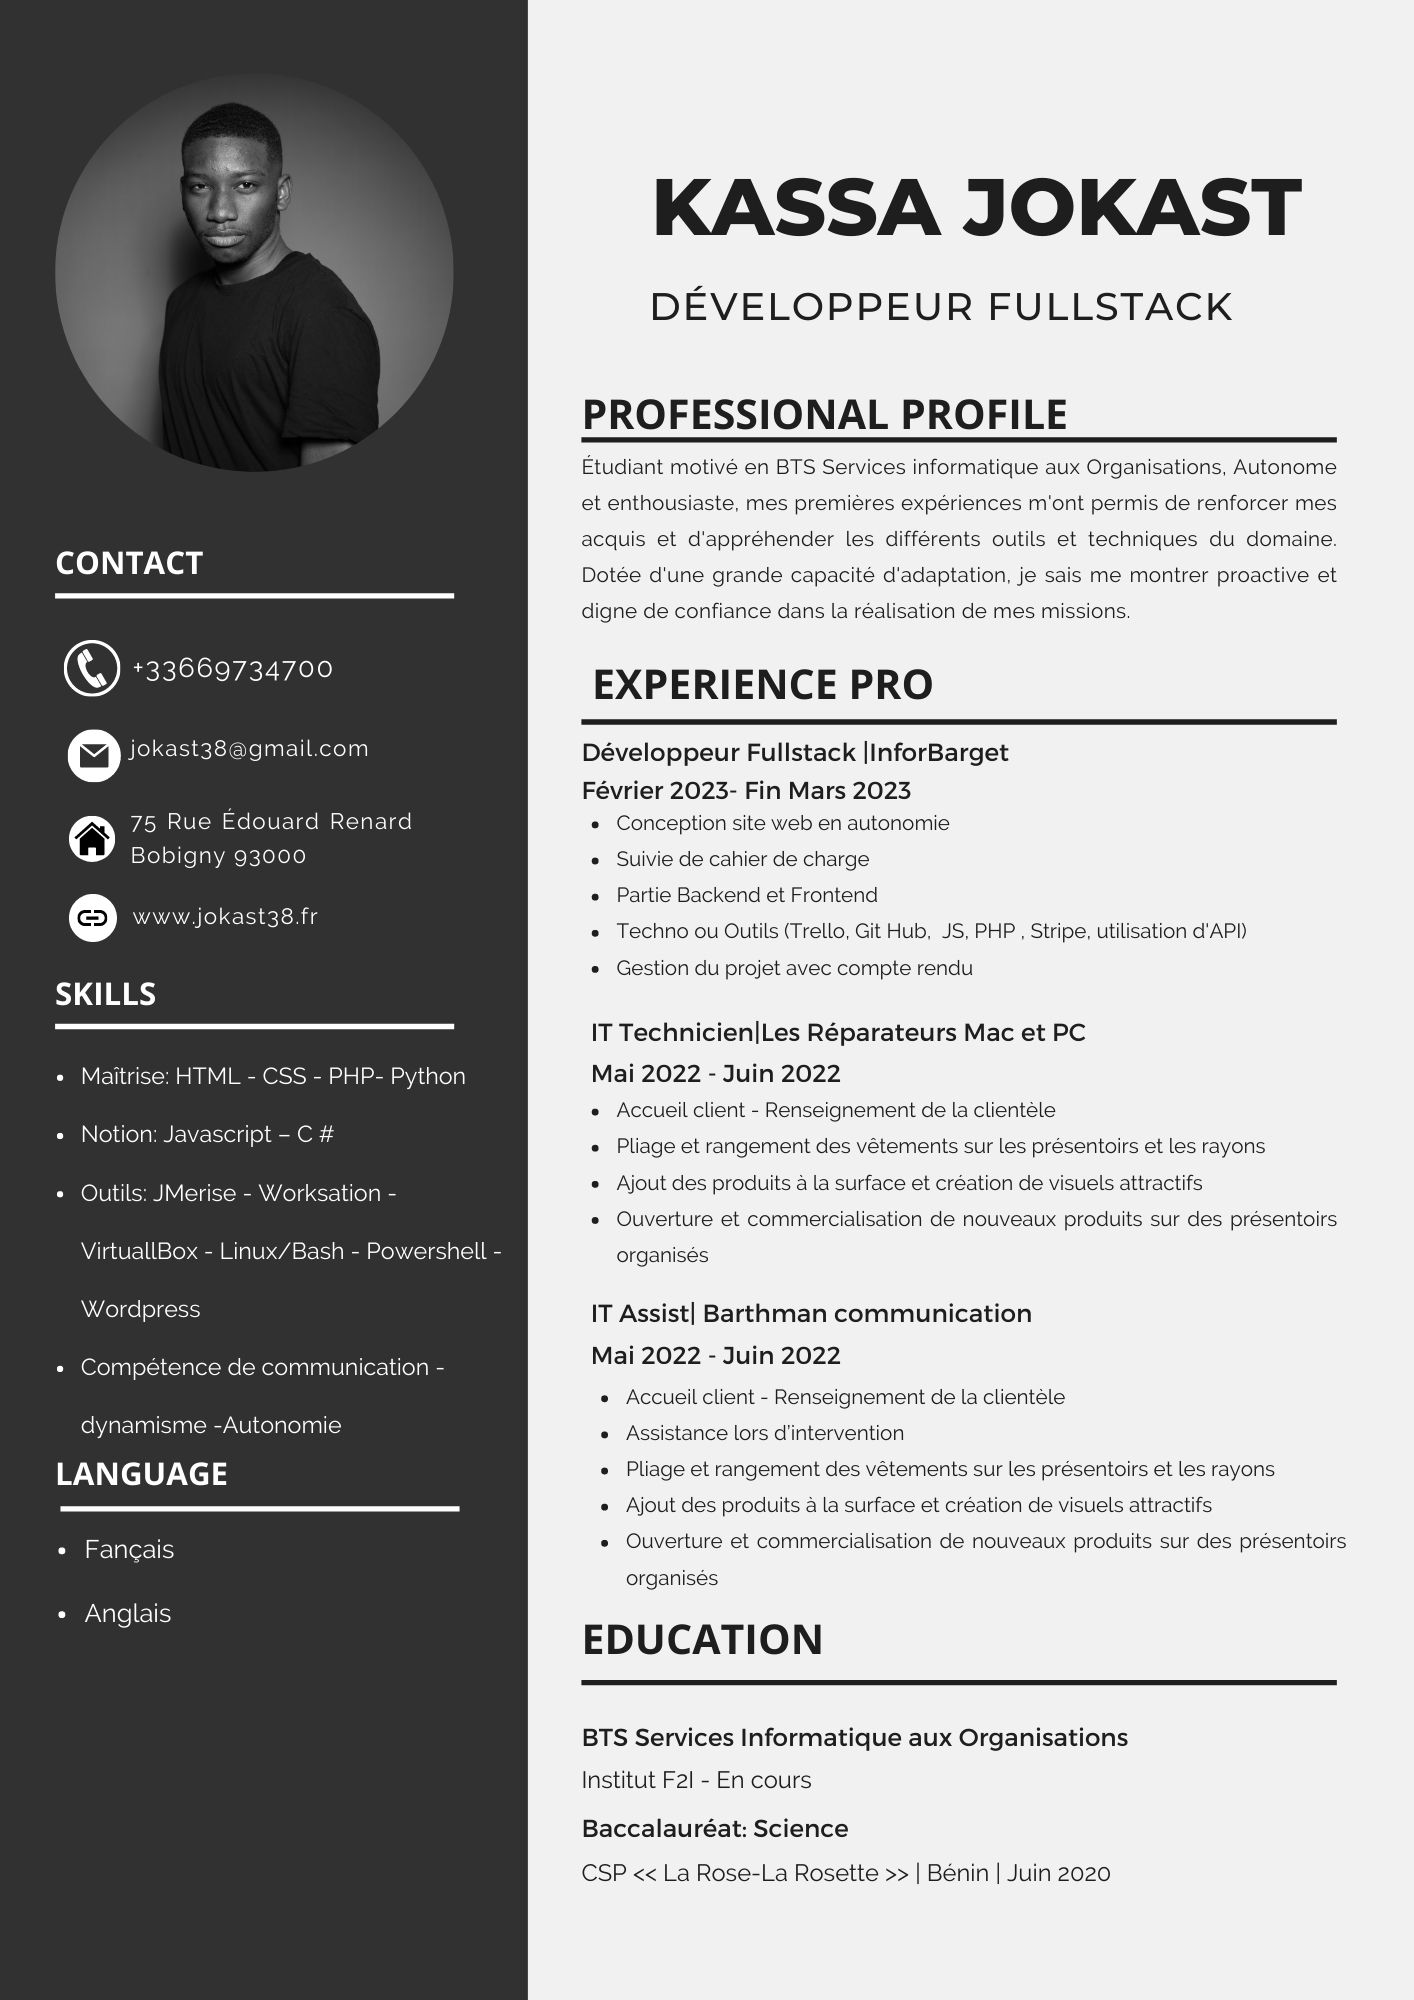 KASSA JOKAST
DÉVELOPPEUR FULLSTACK
CONTACT
+33669734700
jokast38@gmail.com
75 Rue Édouard Renard
Bobigny 93000
www.jokast38.fr
SKILLS
• Maîtrise: HTML - CSS - PHP- Python
• Notion: Javascript – C #
• Outils: JMerise - Worksation -
VirtuallBox - Linux/Bash - Powershell -
Wordpress
• Compétence de communication -
dynamisme -Autonomie
LANGUAGE
• Fançais
• Anglais
PROFESSIONAL PROFILE
Étudiant motivé en BTS Services informatique aux Organisations, Autonome
et enthousiaste, mes premières expériences m'ont permis de renforcer mes
acquis et d'appréhender les différents outils et techniques du domaine.
Dotée d'une grande capacité d'adaptation, je sais me montrer proactive et
digne de confiance dans la réalisation de mes missions.
EXPERIENCE PRO
Développeur Fullstack |InforBarget
Février 2023- Fin Mars 2023
• Conception site web en autonomie
• Suivie de cahier de charge
• Partie Backend et Frontend
• Techno ou Outils (Trello, Git Hub,  JS, PHP , Stripe, utilisation d'API)
• Gestion du projet avec compte rendu
IT Technicien|Les Réparateurs Mac et PC
Mai 2022 - Juin 2022
• Accueil client - Renseignement de la clientèle
• Pliage et rangement des vêtements sur les présentoirs et les rayons
• Ajout des produits à la surface et création de visuels attractifs
• Ouverture et commercialisation de nouveaux produits sur des présentoirs
organisés
IT Assist| Barthman communication
Mai 2022 - Juin 2022
• Accueil client - Renseignement de la clientèle
• Assistance lors d'intervention
• Pliage et rangement des vêtements sur les présentoirs et les rayons
• Ajout des produits à la surface et création de visuels attractifs
• Ouverture et commercialisation de nouveaux produits sur des présentoirs
organisés
EDUCATION
BTS Services Informatique aux Organisations
Institut F2I - En cours
Baccalauréat: Science
CSP << La Rose-La Rosette >> | Bénin | Juin 2020